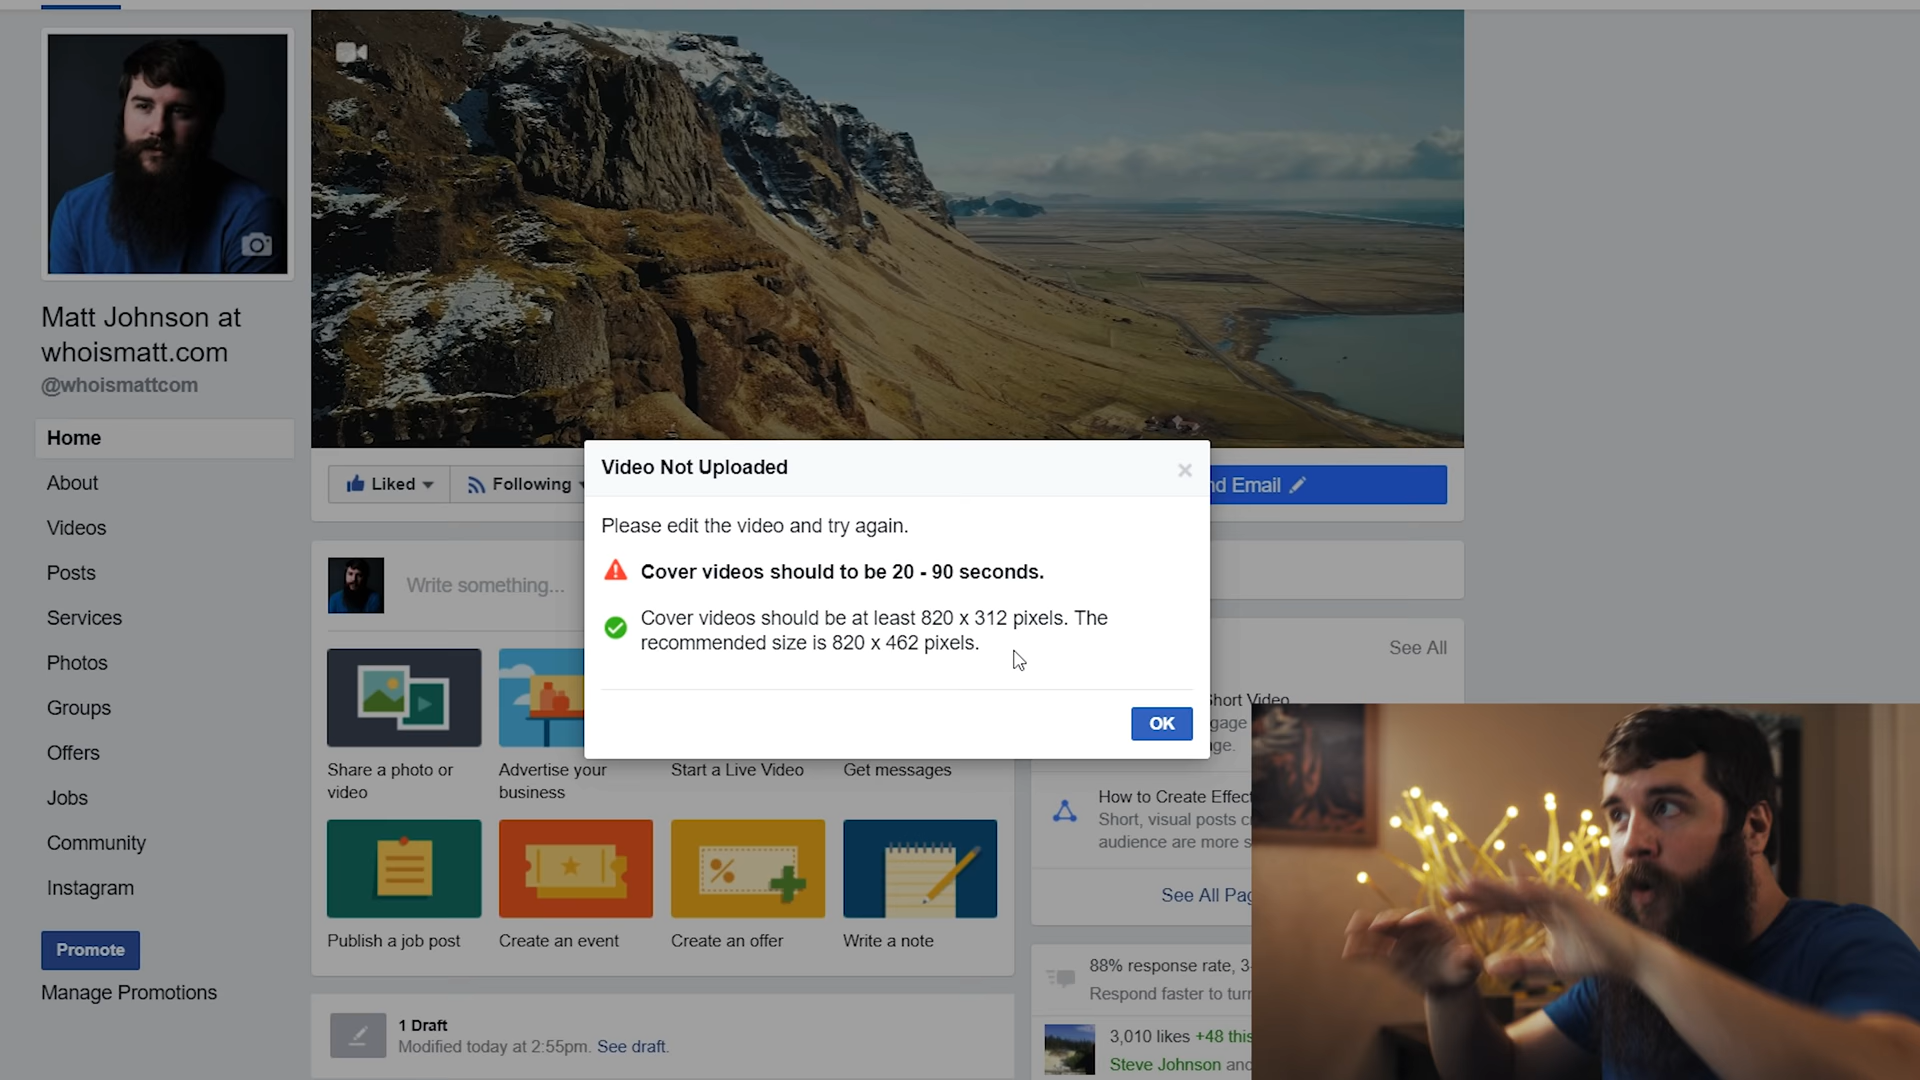 Matt Johnson at
whoismatt.com
@whoismattcom
Home
About
Videos
Posts
Services
Photos
Groups
Offers
Jobs
Community
Instagram
Promote
Manage Promotions
Liked
Following
Email
Write something...
Video Not Uploaded
Please edit the video and try again.
Cover videos should to be 20 - 90 seconds.
Cover videos should be at least 820 x 312 pixels. The
recommended size is 820 x 462 pixels.
OK
Share a photo or
video
Advertise your
business
Start a Live Video
Get messages
Publish a job post
Create an event
Create an offer
Write a note
1 Draft
Modified today at 2:55pm. See draft.
See All
Short Video
How to Create
Short, visual posts
audience are more
See All
88% response rate,
Respond faster to
3,010 likes +48 this
Steve Johnson and